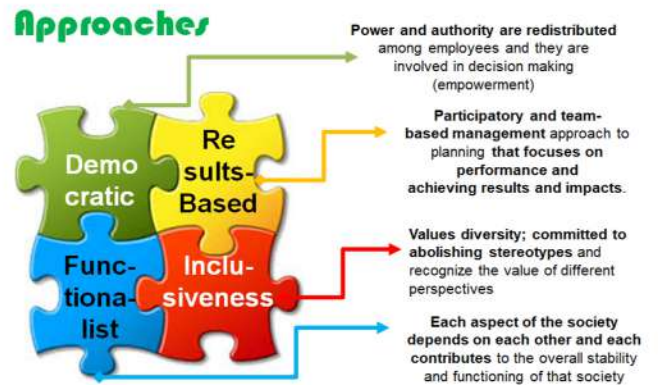 Approaches
Power and authority are redistributed
among employees and they are
involved in decision making
(empowerment)
Demo
cratic
Re
sults-
Based
Participatory and team-
based management approach to
planning that focuses on
performance and
achieving results and impacts.
Func-
tiona-
list
Inclu-
siveness
Values diversity; committed to
abolishing stereotypes and
recognize the value of different
perspectives
Each aspect of the society
depends on each other and each
contributes to the overall stability
and functioning of that society